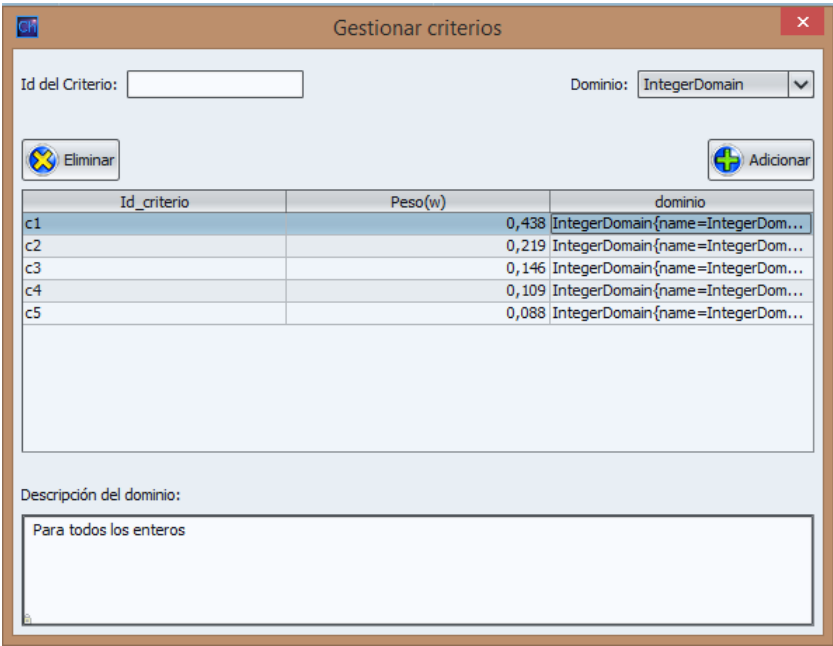 Gestionar criterios
Id del Criterio:
Dominio: IntegerDomain
Eliminar
Adicionar
Id_criterio Peso(w) dominio
c1 0,438 IntegerDomain{name=IntegerDom...
c2 0,219 IntegerDomain{name=IntegerDom...
c3 0,146 IntegerDomain{name=IntegerDom...
c4 0,109 IntegerDomain{name=IntegerDom...
c5 0,088 IntegerDomain{name=IntegerDom...
Descripción del dominio:
Para todos los enteros